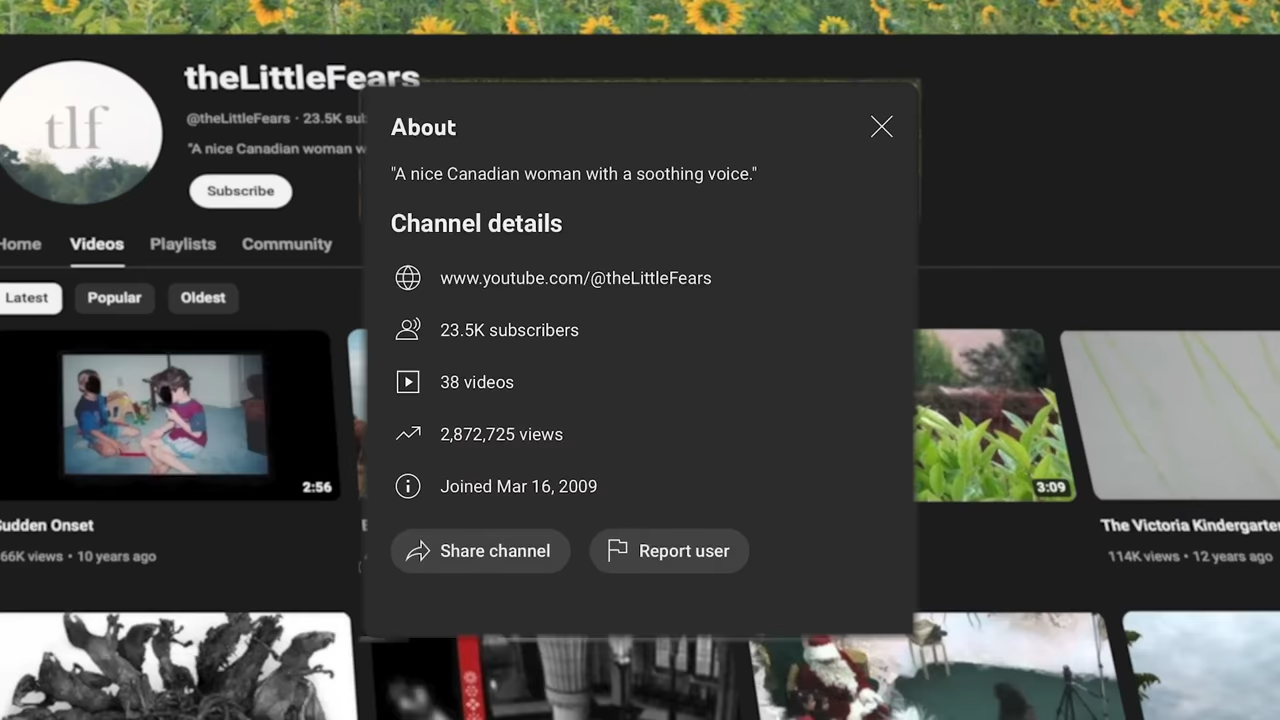 theLittleFears
tlf
@theLittleFears · 23.5K
"A nice Canadian woman
Subscribe
Home
Videos
Playlists
Community
Latest
Popular
Oldest
About
"A nice Canadian woman with a soothing voice."
Channel details
www.youtube.com/@theLittleFears
23.5K subscribers
38 videos
2,872,725 views
Joined Mar 16, 2009
Share channel
Report user
2:56
Sudden Onset
66K views • 10 years ago
3:09
The Victoria Kindergarte
114K views • 12 years ago